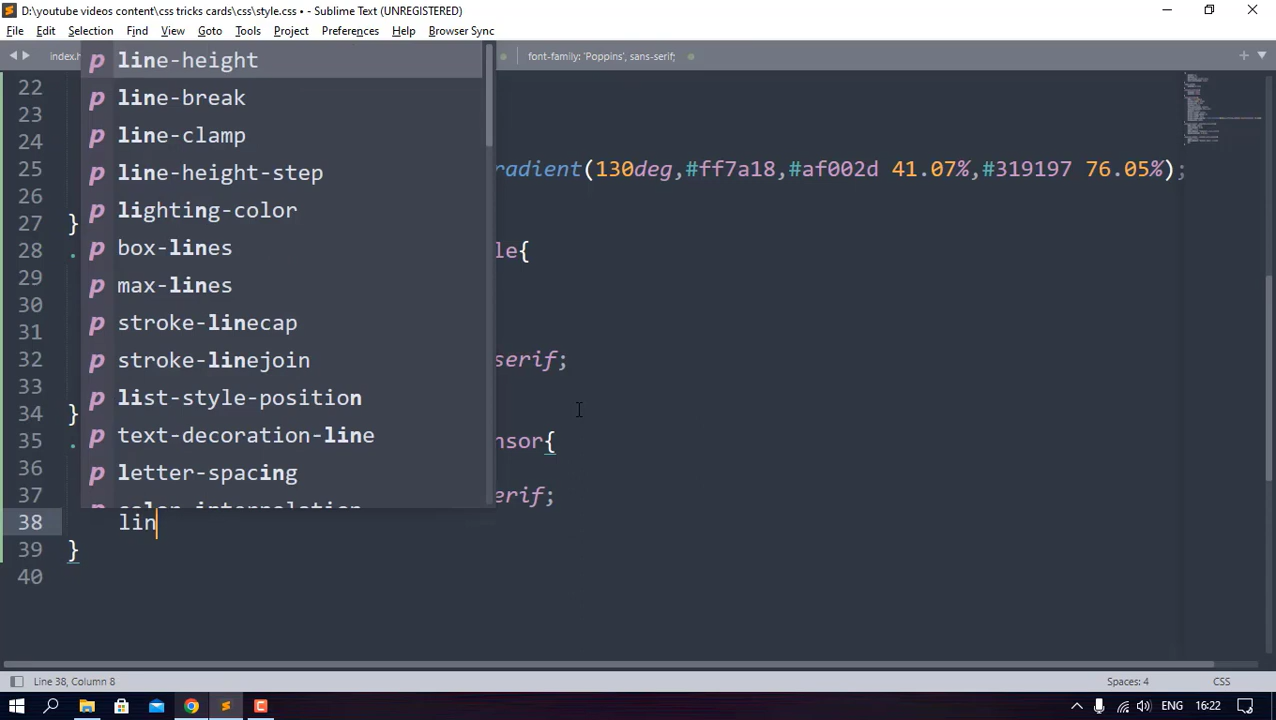 D:\youtube videos content\css tricks cards\css\style.css • - Sublime Text (UNREGISTERED)
File Edit Selection Find View Goto Tools Project Preferences Help Browser Sync
index.h font-family: 'Poppins', sans-serif;
line-height
22
23
line-break
24
line-clamp
25 radient(130deg,#ff7a18,#af002d 41.07%,#319197 76.05%);
line-height-step
26
lighting-color
27 }
28 . le{
box-lines
29
max-lines
30
31
stroke-linecap
32 serif;
stroke-linejoin
33
list-style-position
34 }
35 . nsor{
text-decoration-line
36
letter-spacing
37 erif;
color-interpolation
38 lin
39 }
40
Line 38, Column 8 Spaces: 4 CSS
ENG 16:22